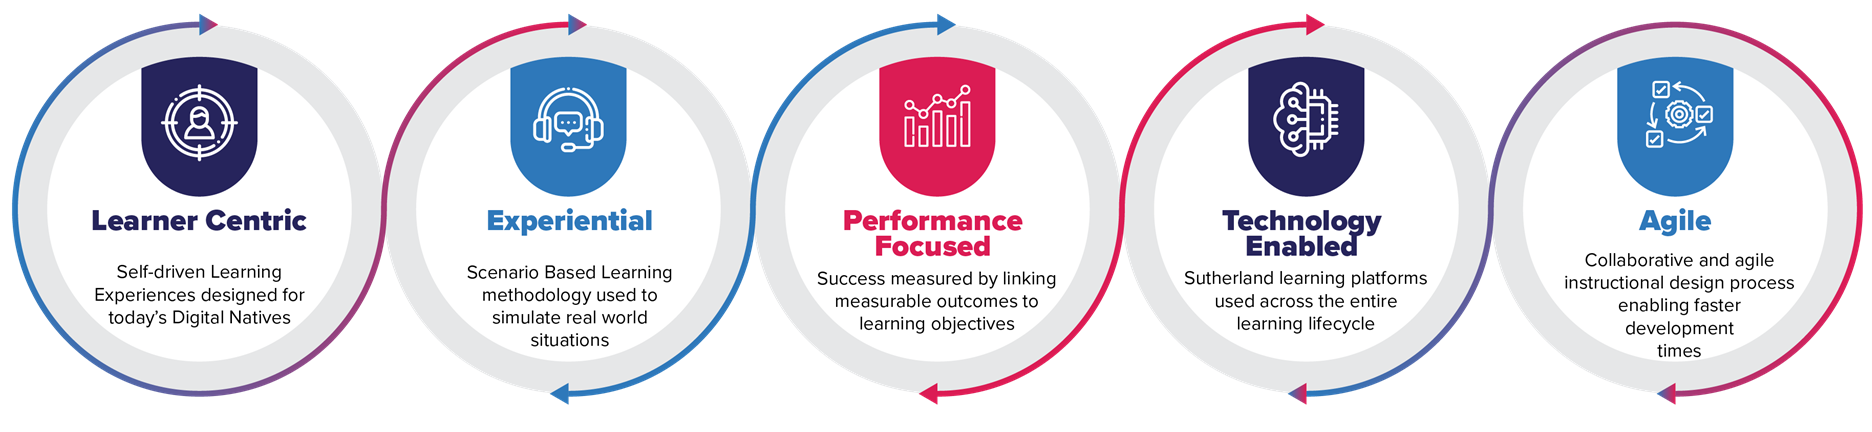 Learner Centric
Self-driven Learning
Experiences designed for
today's Digital Natives
Experiential
Scenario Based Learning
methodology used to
simulate real world
situations
Performance
Focused
Success measured by linking
measurable outcomes to
learning objectives
Technology
Enabled
Sutherland learning platforms
used across the entire
learning lifecycle
Agile
Collaborative and agile
instructional design process
enabling faster
development
times